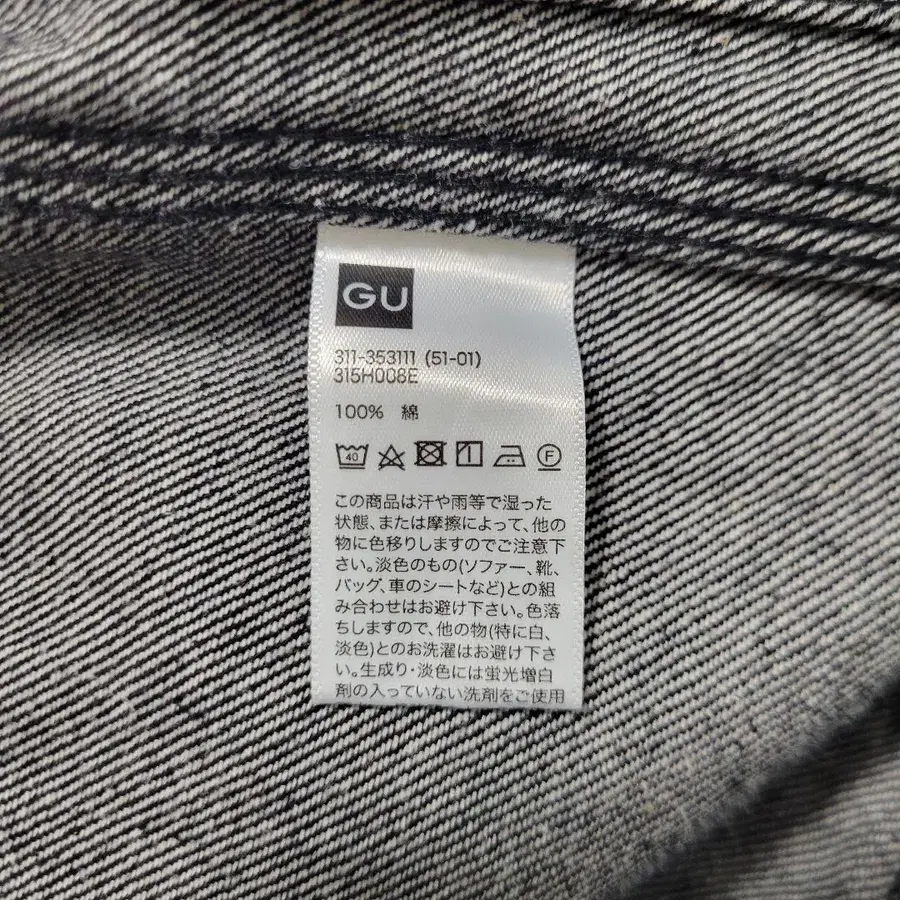 GU
311-353111 (51-01)
315H008E
100% 綿
40 F
この商品は汗や雨等で湿った
状態、または摩擦によって、他の
物に色移りしますのでご注意下
さい。淡色のもの(ソファー、靴、
バッグ、車のシートなど)との組
み合わせはお避け下さい。色落
ちしますので、他の物(特に白、
淡色)とのお洗濯はお避け下さ
い。生成り・淡色には蛍光増白
剤の入っていない洗剤をご使用